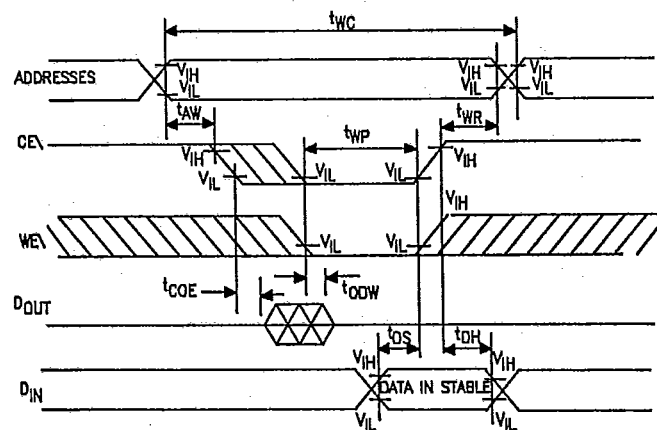 tWC
ADDRESSES
VIH
VIL
VIH
VIL
VIH
VIL
tAW
tWP
tWR
CE\
VIH
VIL
VIL
VIL
VIH
VIH
WE\
VIL
VIL
tCOE
tODW
DOUT
tDS
tDH
VIH
VIH
DIN
DATA IN STABLE
VIL
VIL